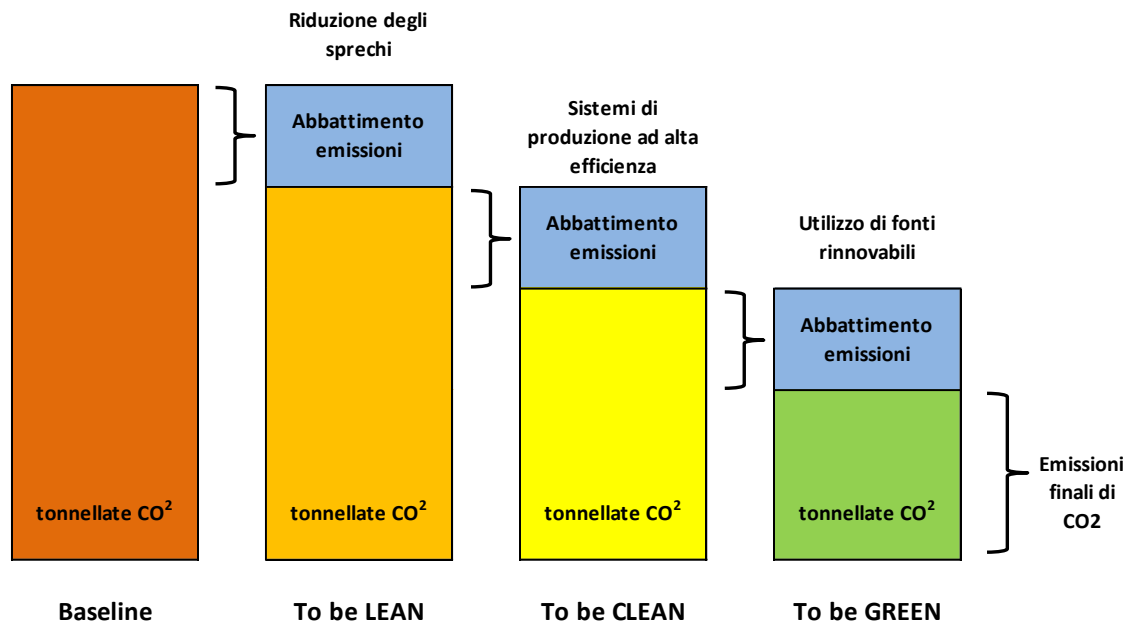 Riduzione degli
sprechi
Abbattimento
emissioni
Sistemi di
produzione ad alta
efficienza
Abbattimento
emissioni
Utilizzo di fonti
rinnovabili
Abbattimento
emissioni
tonnellate CO²
tonnellate CO²
tonnellate CO²
tonnellate CO²
Emissioni
finali di
CO2
Baseline
To be LEAN
To be CLEAN
To be GREEN